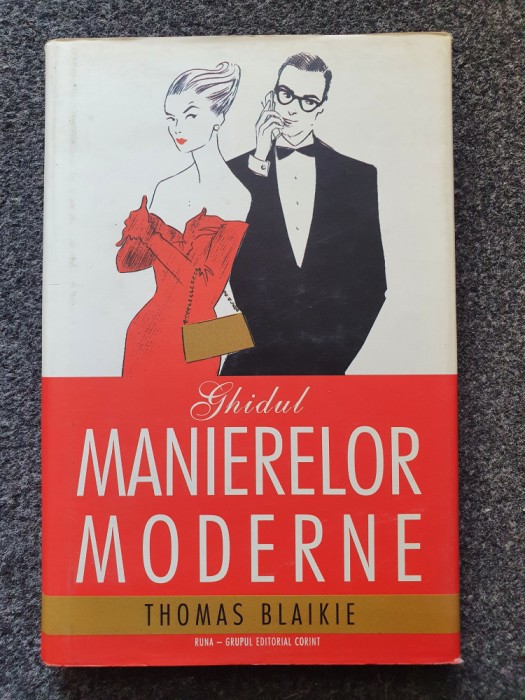 Ghidul
MANIERELOR
MODERNE
THOMAS BLAIKIE
RUNA – GRUPUL EDITORIAL CORINT